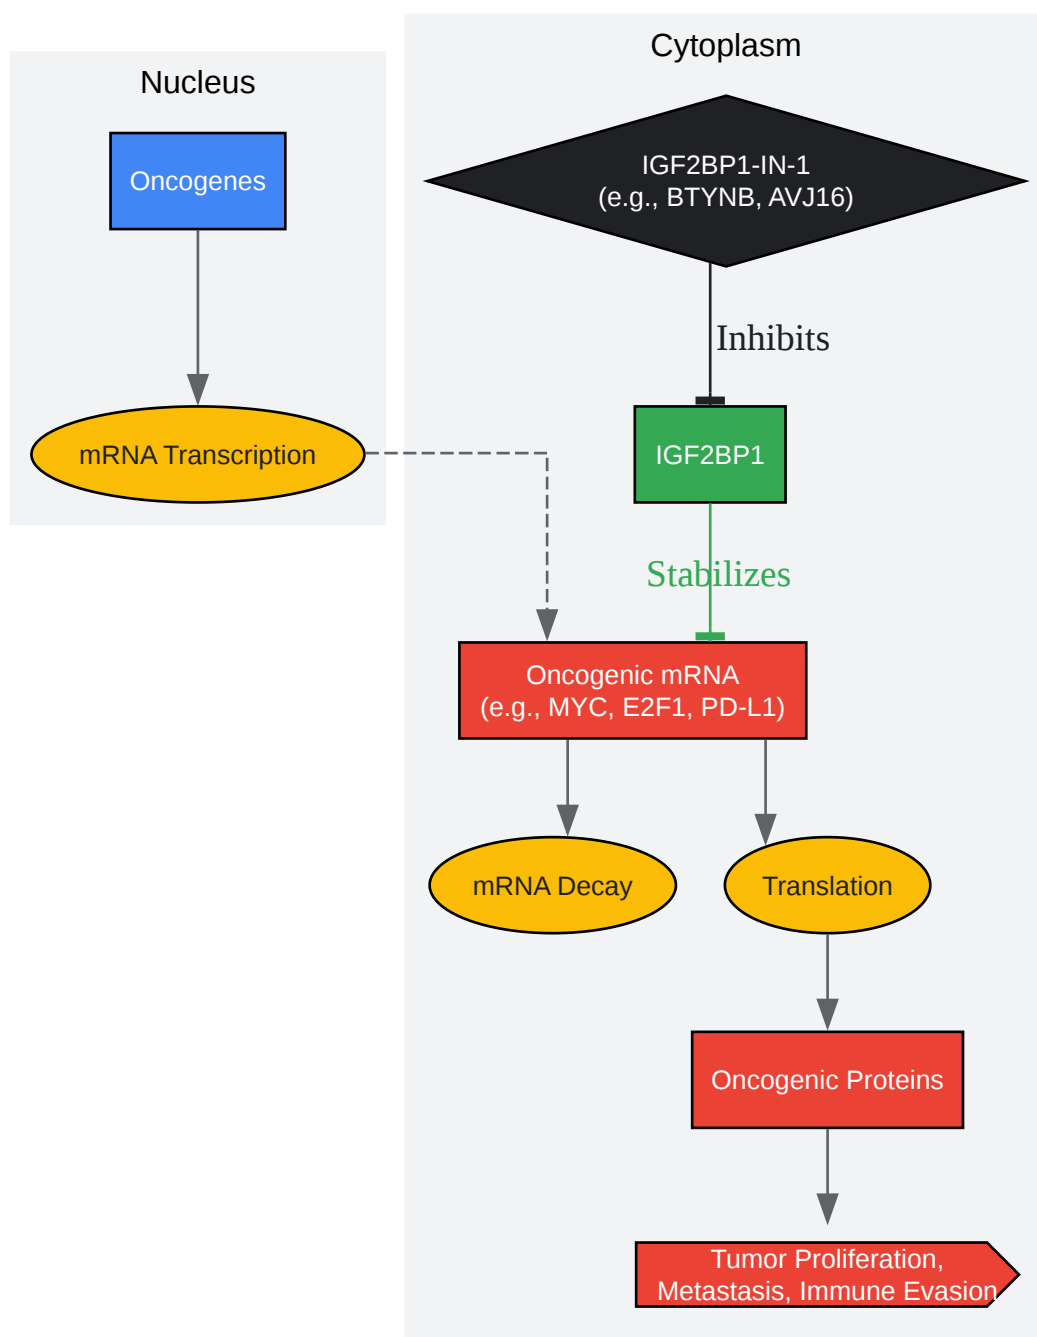 Nucleus
Oncogenes
mRNA Transcription
Cytoplasm
IGF2BP1-IN-1
(e.g., BTYNB, AVJ16)
Inhibits
IGF2BP1
Stabilizes
Oncogenic mRNA
(e.g., MYC, E2F1, PD-L1)
mRNA Decay
Translation
Oncogenic Proteins
Tumor Proliferation,
Metastasis, Immune Evasion